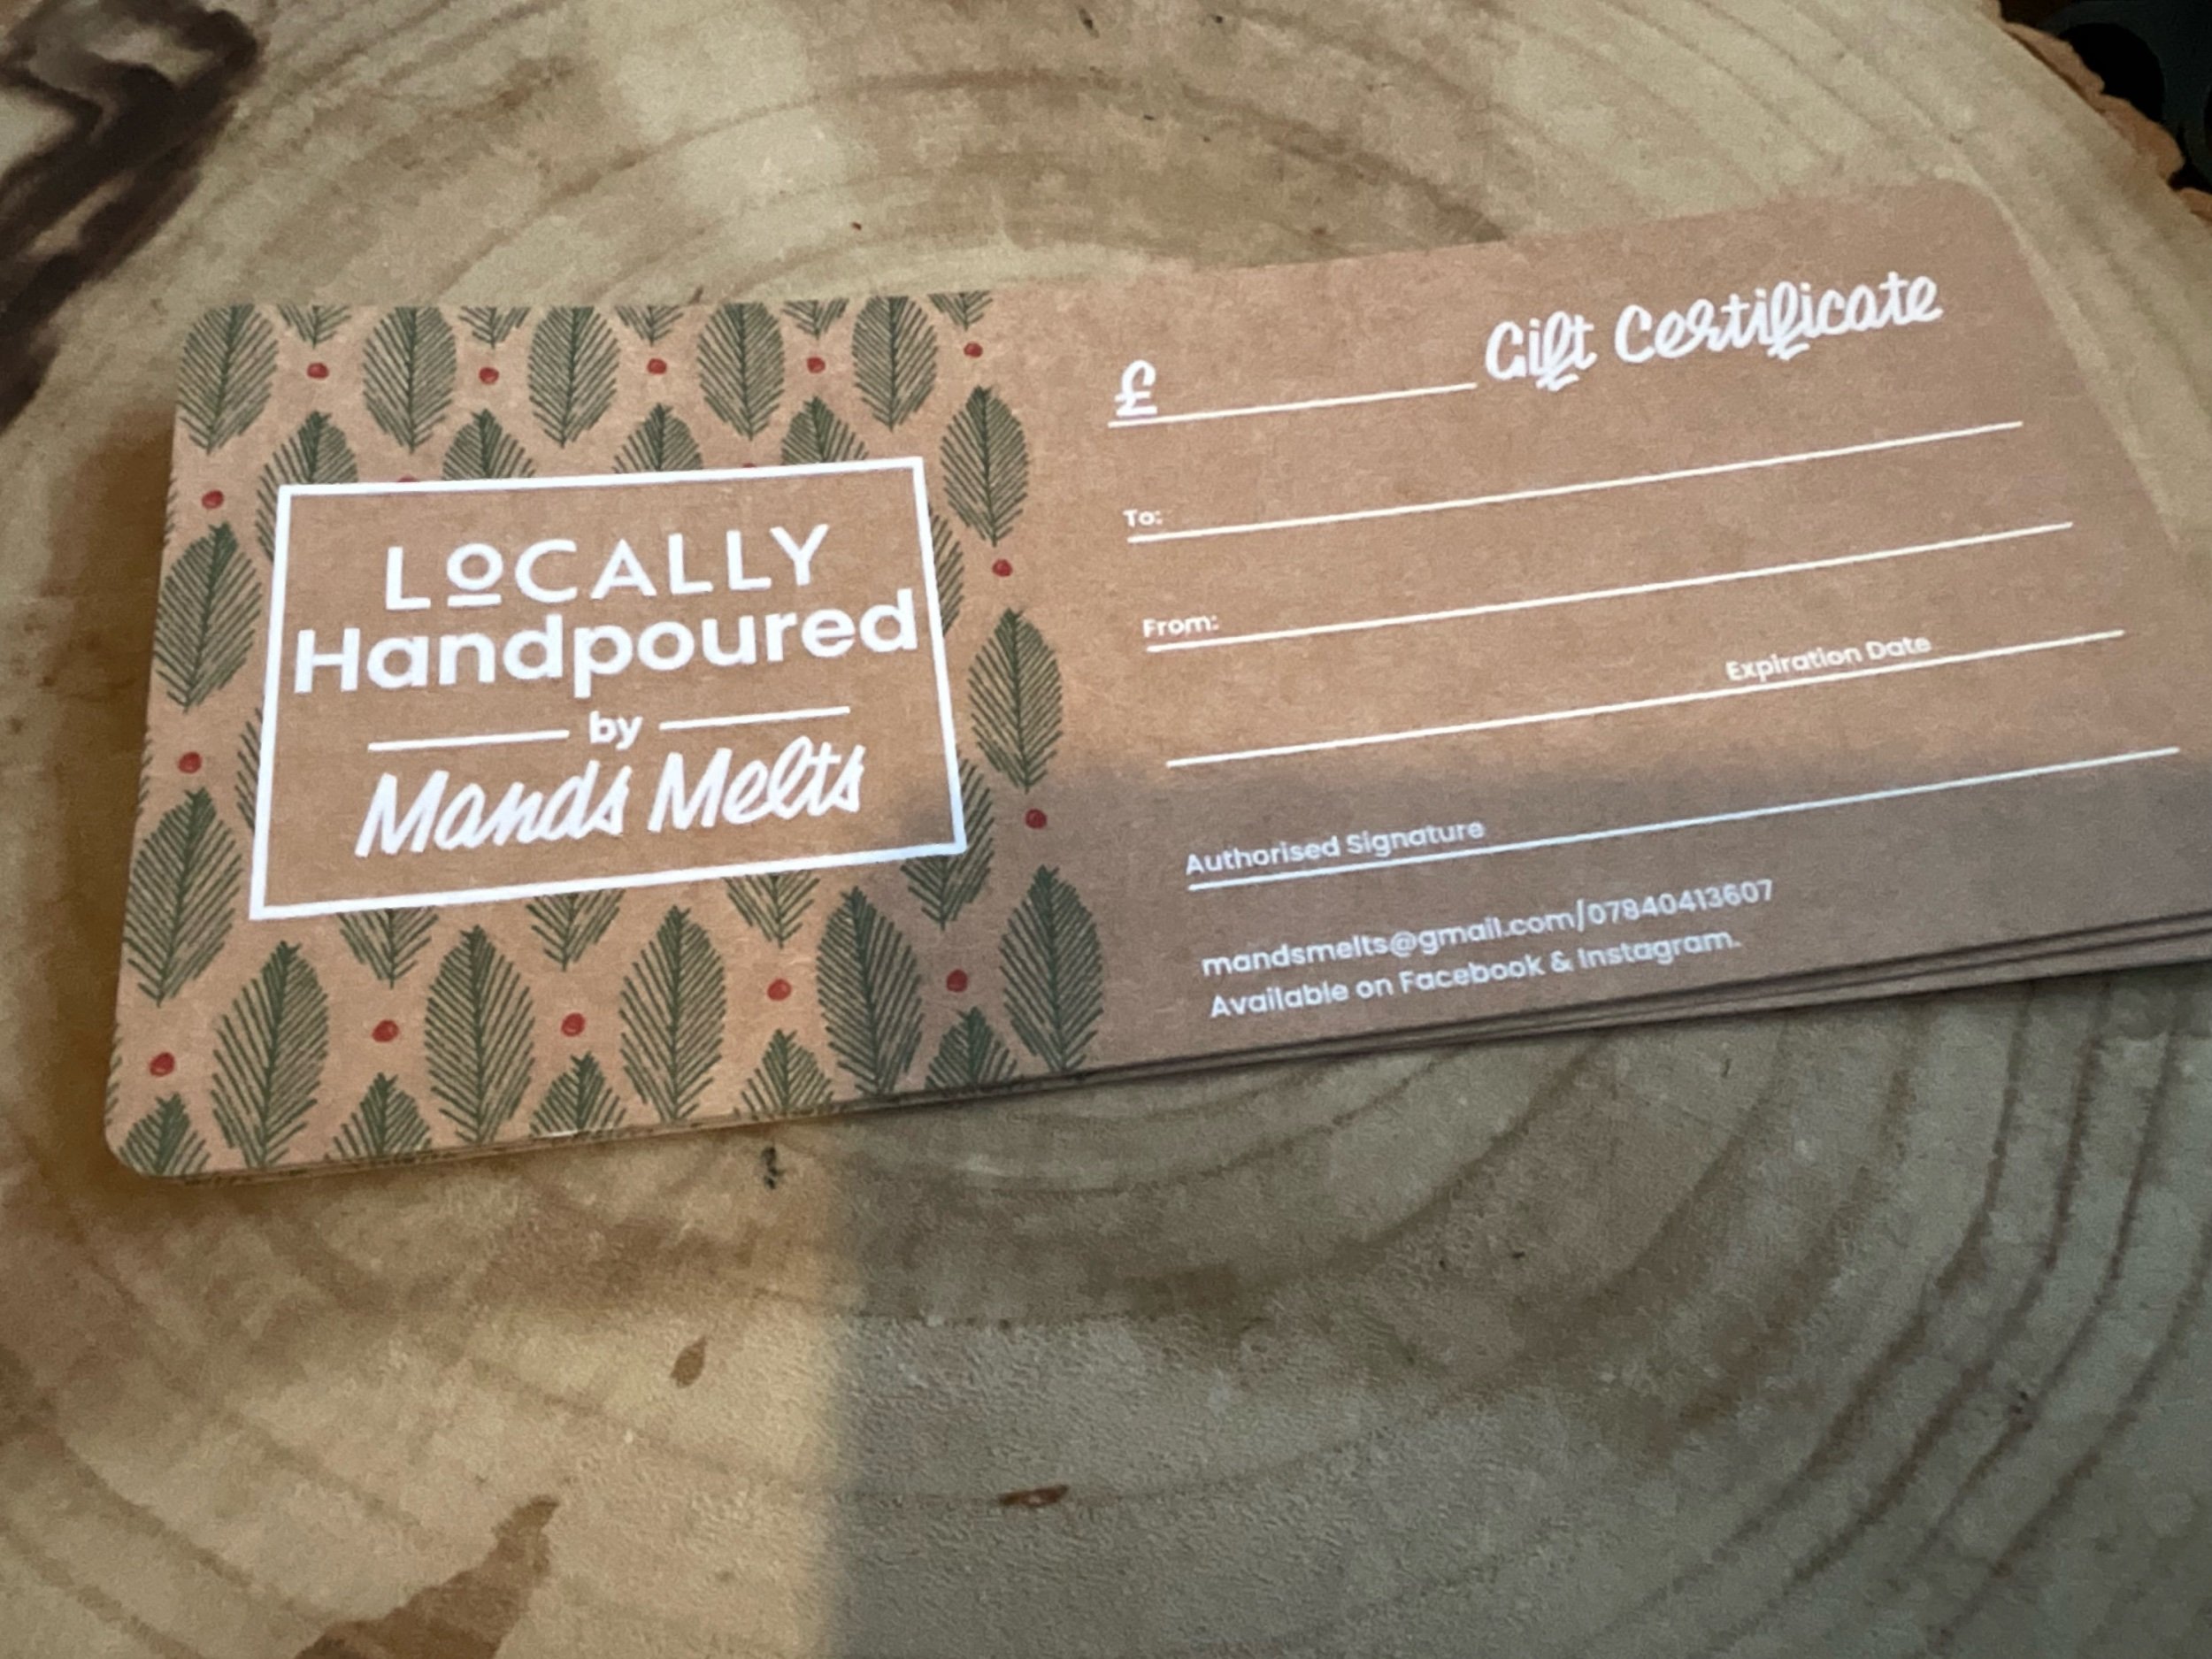 LOCALLY
Handpoured
by
Mands Melts
£ Gift Certificate
To:
From:
Expiration Date
Authorised Signature
mandsmelts@gmail.com/07840413607
Available on Facebook & Instagram.